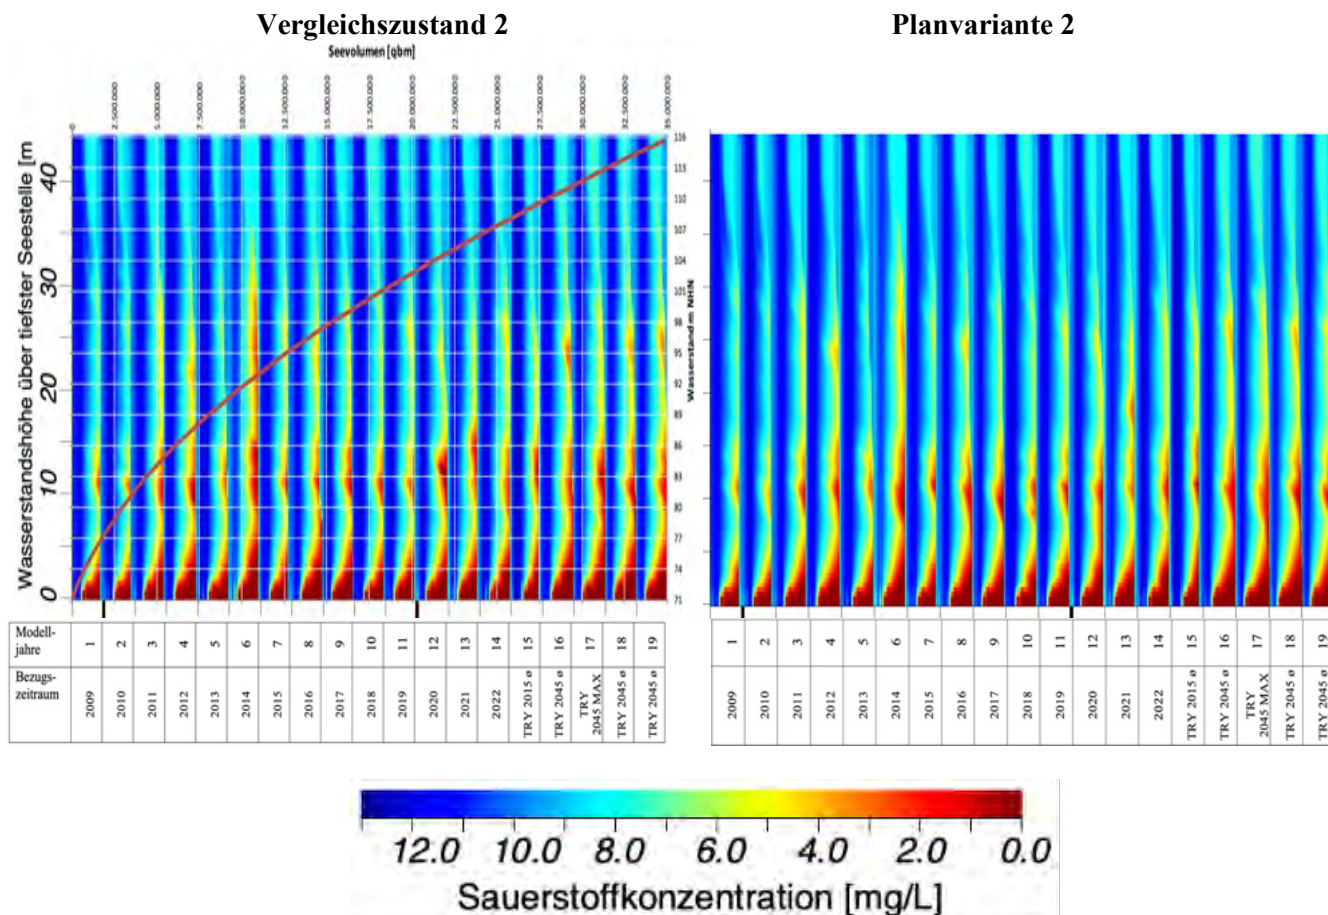 Vergleichszustand 2
Planvariante 2
Seevolumen [qbm]
0
2.500.000
5.000.000
7.500.000
10.000.000
12.500.000
15.000.000
17.500.000
20.000.000
22.500.000
25.000.000
27.500.000
30.000.000
32.500.000
35.000.000
Wasserstandshöhe über tiefster Seestelle [m
40
30
20
10
0
116
113
110
107
104
101
98
95
92
89
86
83
80
77
74
71
Wasserstand m NHN
Modell-
jahre
1 2 3 4 5 6 7 8 9 10 11 12 13 14 15 16 17 18 19
Bezugs-
zeitraum
2009 2010 2011 2012 2013 2014 2015 2016 2017 2018 2019 2020 2021 2022 TRY 2015 ø TRY 2045 ø TRY 2045 MAX TRY 2045 ø TRY 2045 ø
1 2 3 4 5 6 7 8 9 10 11 12 13 14 15 16 17 18 19
2009 2010 2011 2012 2013 2014 2015 2016 2017 2018 2019 2020 2021 2022 TRY 2015 ø TRY 2045 ø TRY 2045 MAX TRY 2045 ø TRY 2045
12.0 10.0 8.0 6.0 4.0 2.0 0.0
Sauerstoffkonzentration [mg/L]